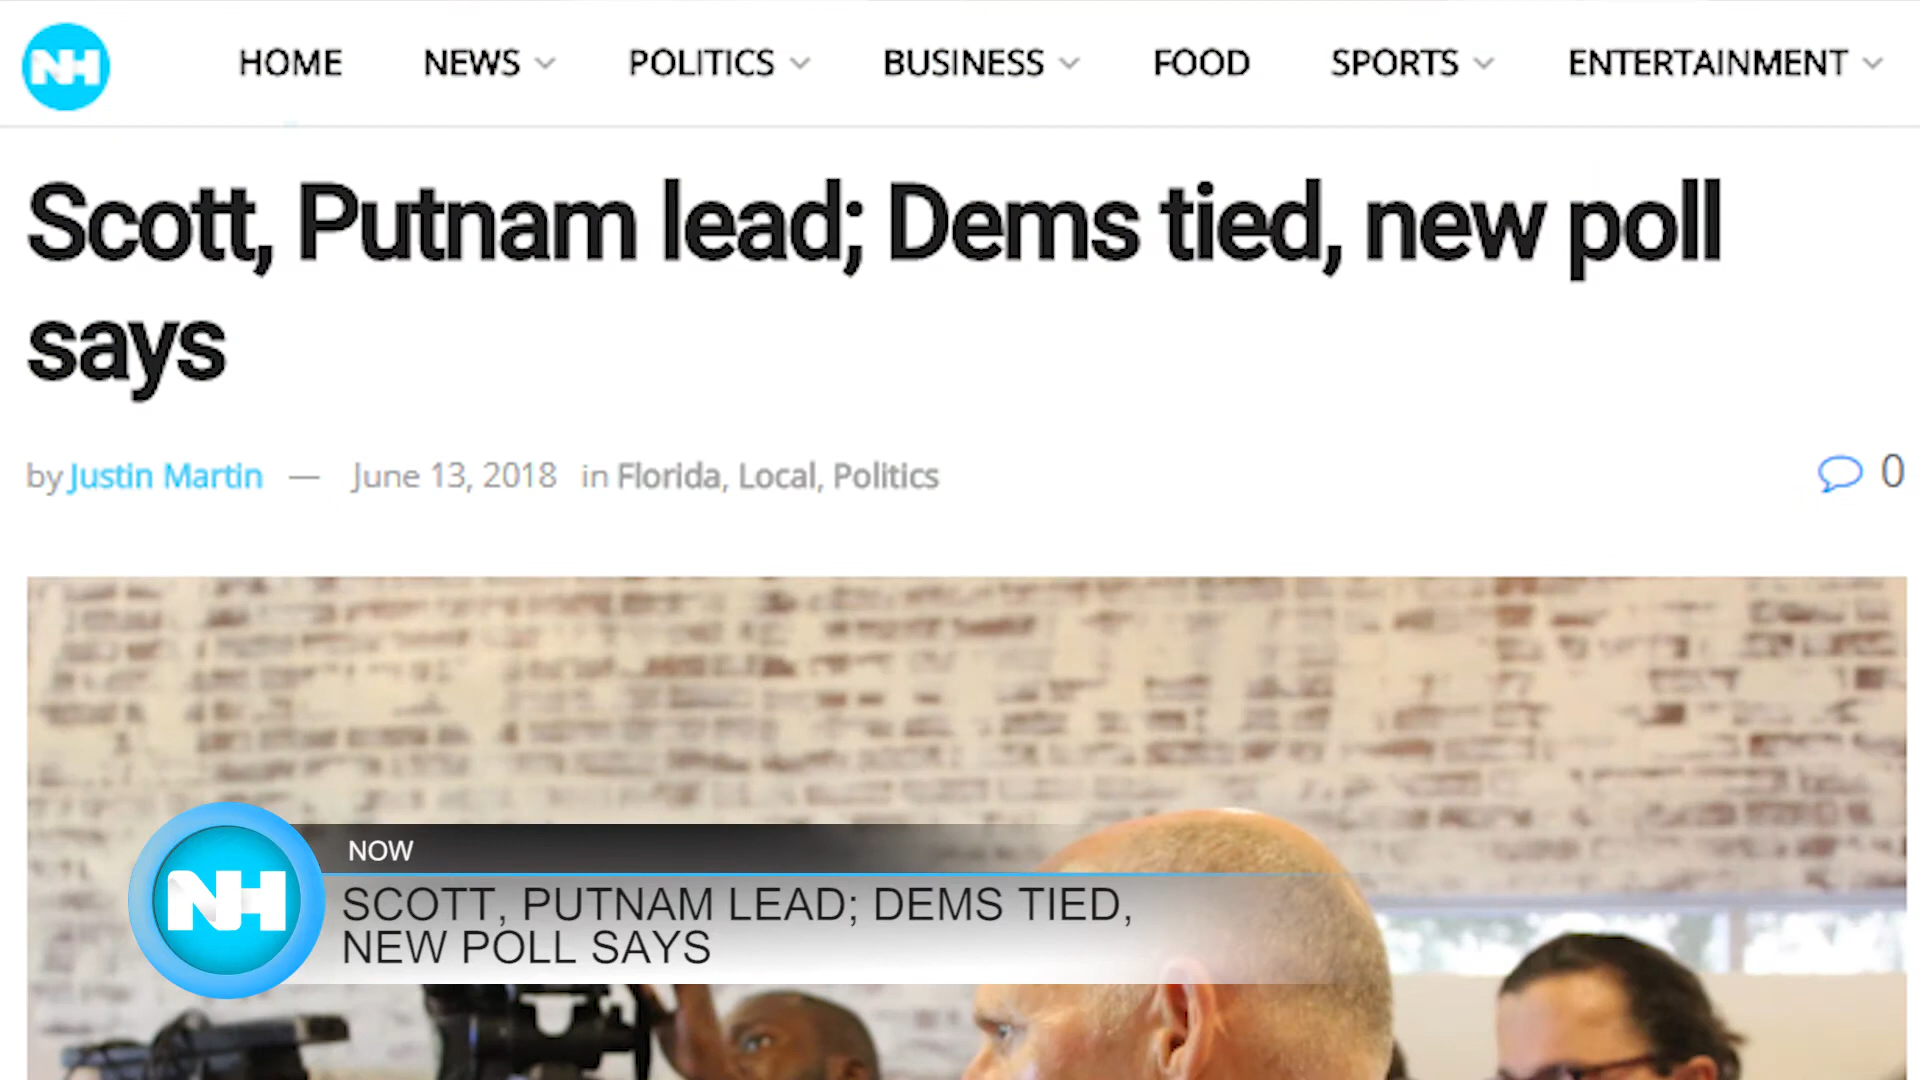 NH
HOME NEWS POLITICS BUSINESS FOOD SPORTS ENTERTAINMENT
Scott, Putnam lead; Dems tied, new poll
says
by Justin Martin — June 13, 2018 in Florida, Local, Politics 0
NOW
NH
SCOTT, PUTNAM LEAD; DEMS TIED,
NEW POLL SAYS